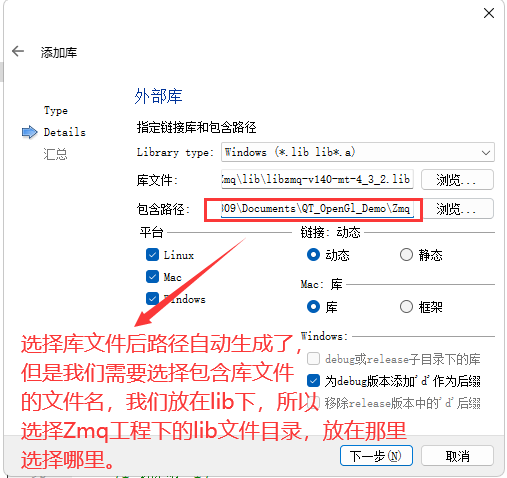 添加库
外部库
Type
指定链接库和包含路径
Details
Library type: Windows (*.lib lib*.a)
汇总
库文件: Zmq\lib\libzmq-v140-mt-4_3_2.lib 浏览...
包含路径: 009\Documents\QT_OpenGl_Demo\Zmq 浏览...
平台 链接: 动态
Linux 动态 静态
Mac Mac: 库
Windows 库 框架
Windows:
选择库文件后路径自动生成了，
debug或release子目录下的库
但是我们需要选择包含库文件
为debug版本添加'd'作为后缀
的文件名，我们放在lib下，所以
移除release版本中的'd'后缀
选择Zmq工程下的lib文件目录，放在那里
选择哪里。
下一步(N) 取消